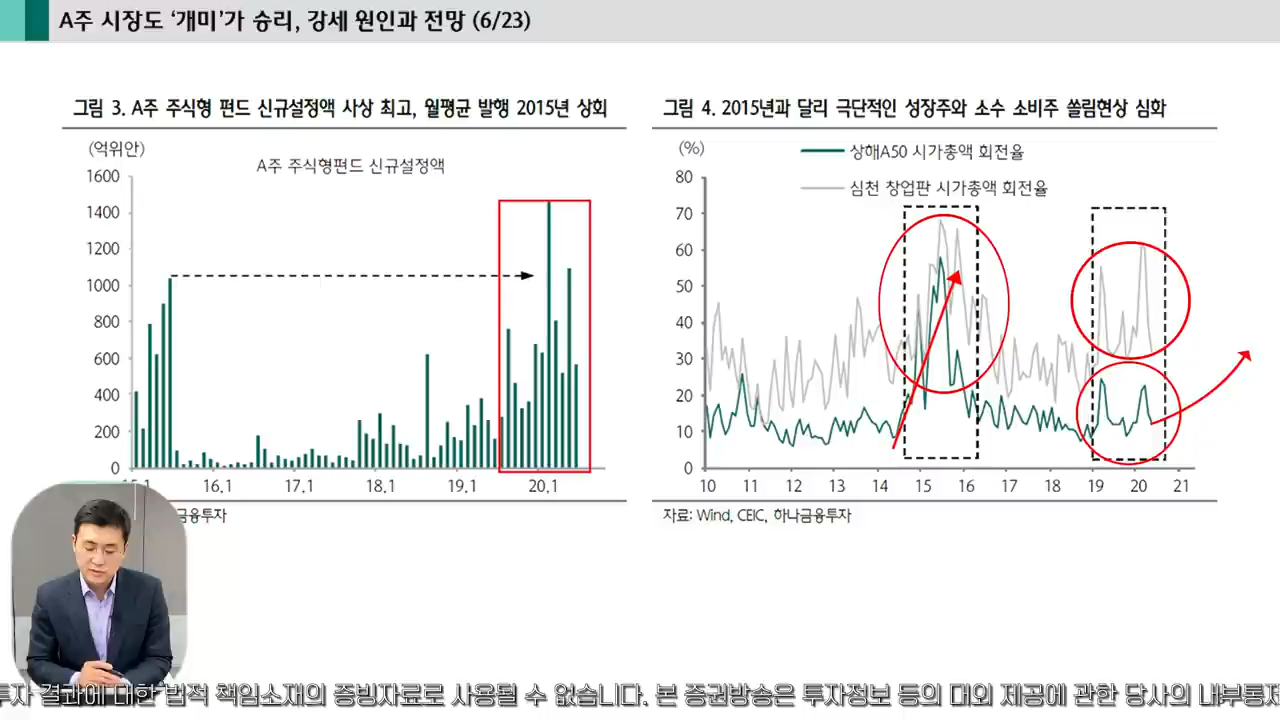 A주 시장도 ‘개미’가 승리, 강세 원인과 전망 (6/23)
그림 3. A주 주식형 펀드 신규설정액 사상 최고, 월평균 발행 2015년 상회
(억위안)
A주 주식형펀드 신규설정액
1600
1400
1200
1000
800
600
400
200
0
15.1 16.1 17.1 18.1 19.1 20.1
금융투자
그림 4. 2015년과 달리 극단적인 성장주와 소수 소비주 쏠림현상 심화
(%)
상해A50 시가총액 회전율
심천 창업판 시가총액 회전율
80
70
60
50
40
30
20
10
0
10 11 12 13 14 15 16 17 18 19 20 21
자료: Wind, CEIC, 하나금융투자
투자 결과에 대한 법적 책임소재의 증빙자료로 사용될 수 없습니다. 본 증권방송은 투자정보 등의 대외 제공에 관한 당사의 내부통제